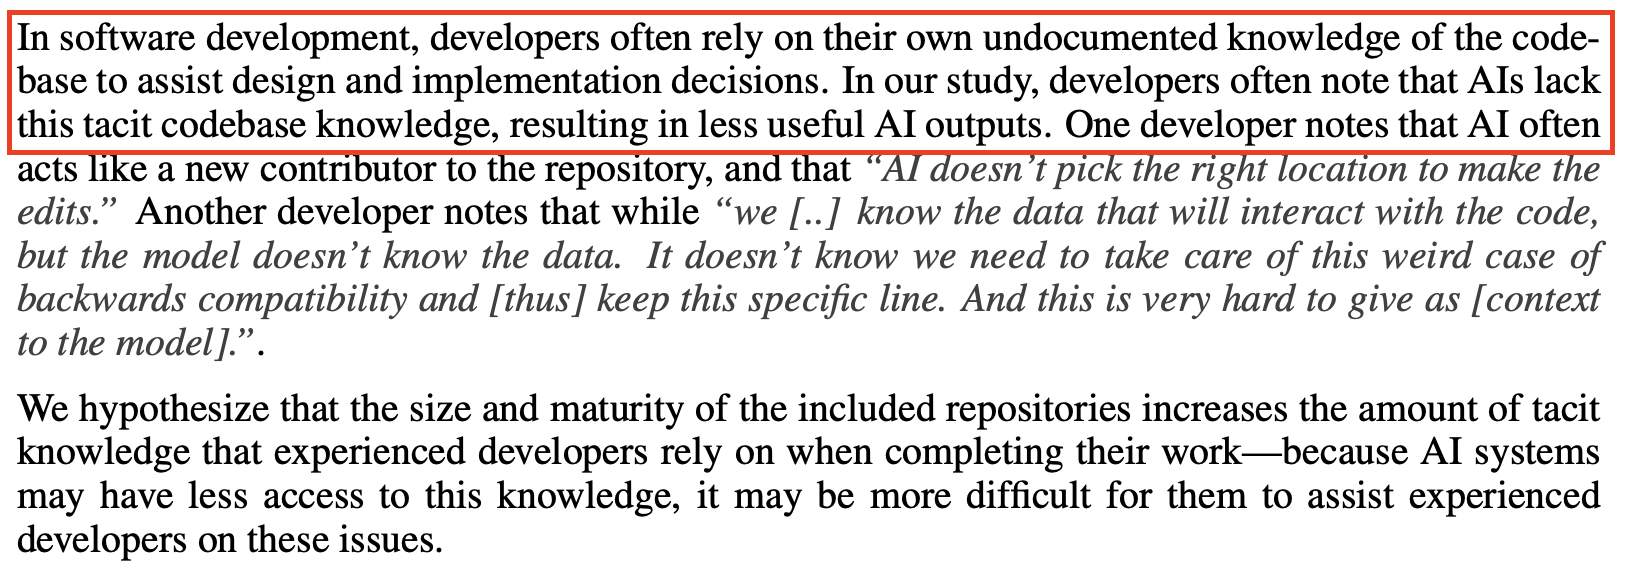 In software development, developers often rely on their own undocumented knowledge of the code-
base to assist design and implementation decisions. In our study, developers often note that AIs lack
this tacit codebase knowledge, resulting in less useful AI outputs. One developer notes that AI often
acts like a new contributor to the repository, and that “AI doesn’t pick the right location to make the
edits.” Another developer notes that while “we [..] know the data that will interact with the code,
but the model doesn’t know the data. It doesn’t know we need to take care of this weird case of
backwards compatibility and [thus] keep this specific line. And this is very hard to give as [context
to the model].”.
We hypothesize that the size and maturity of the included repositories increases the amount of tacit
knowledge that experienced developers rely on when completing their work—because AI systems
may have less access to this knowledge, it may be more difficult for them to assist experienced
developers on these issues.